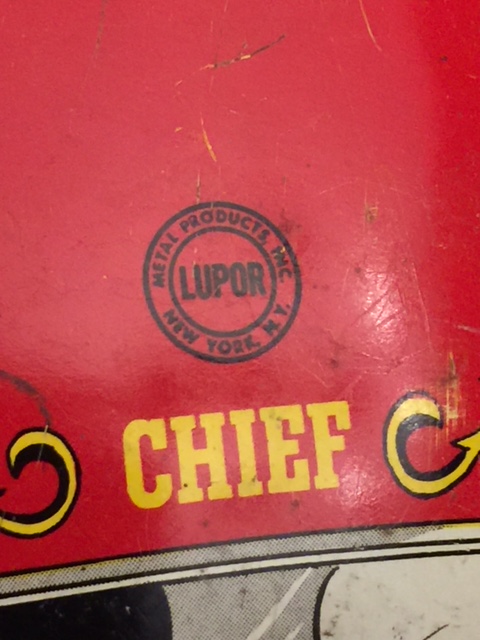 METAL PRODUCTS, INC.
LUPOR
NEW YORK, N.Y.
CHIEF